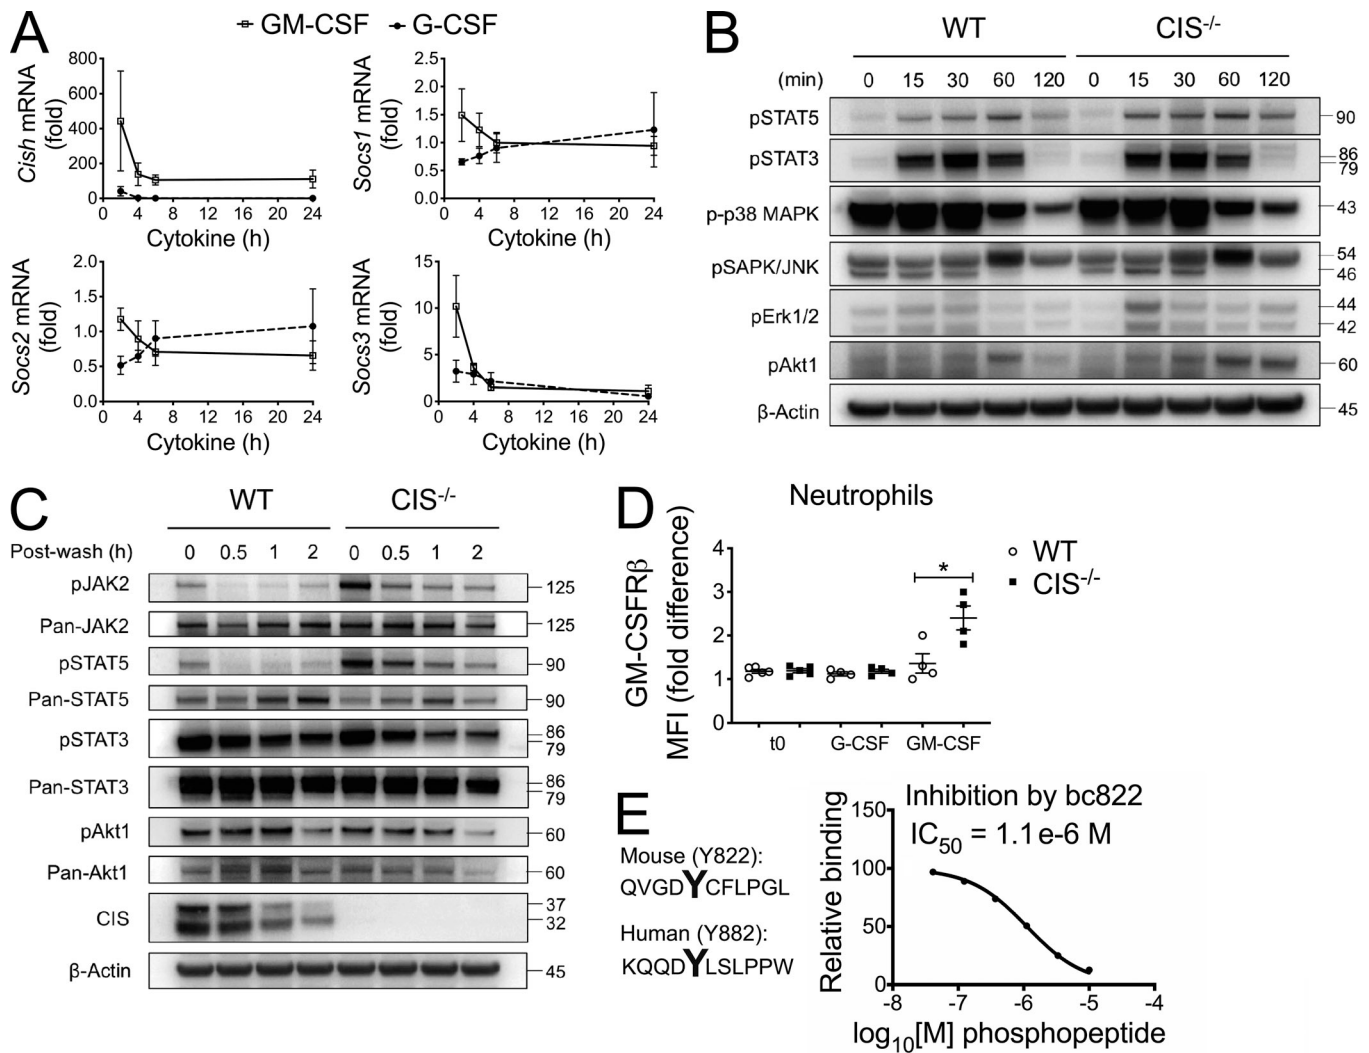 A
GM-CSF G-CSF
Cish mRNA
(fold)
800
600
400
200
0
0 4 8 12 16 20 24
Cytokine (h)
Socs1 mRNA
(fold)
2.5
2.0
1.5
1.0
0.5
0.0
0 4 8 12 16 20 24
Cytokine (h)
Socs2 mRNA
(fold)
2.0
1.5
1.0
0.5
0.0
0 4 8 12 16 20 24
Cytokine (h)
Socs3 mRNA
(fold)
15
10
5
0
0 4 8 12 16 20 24
Cytokine (h)
B
WT CIS-/-
(min) 0 15 30 60 120 0 15 30 60 120
pSTAT5 90
pSTAT3 86
79
p-p38 MAPK 43
pSAPK/JNK 54
46
pErk1/2 44
42
pAkt1 60
β-Actin 45
C
WT CIS-/-
Post-wash (h) 0 0.5 1 2 0 0.5 1 2
pJAK2 125
Pan-JAK2 125
pSTAT5 90
Pan-STAT5 90
pSTAT3 86
79
Pan-STAT3 86
79
pAkt1 60
Pan-Akt1 60
CIS 37
32
β-Actin 45
D
Neutrophils
GM-CSFRβ
MFI (fold difference)
4
3
2
1
0
*
t0 G-CSF GM-CSF
WT
CIS-/-
E
Mouse (Y822):
QVGDYCFLPGL
Human (Y882):
KQQDYLSLPPW
Inhibition by bc822
IC50 = 1.1e-6 M
Relative binding
150
100
50
0
-8 -7 -6 -5 -4
log10[M] phosphopeptide